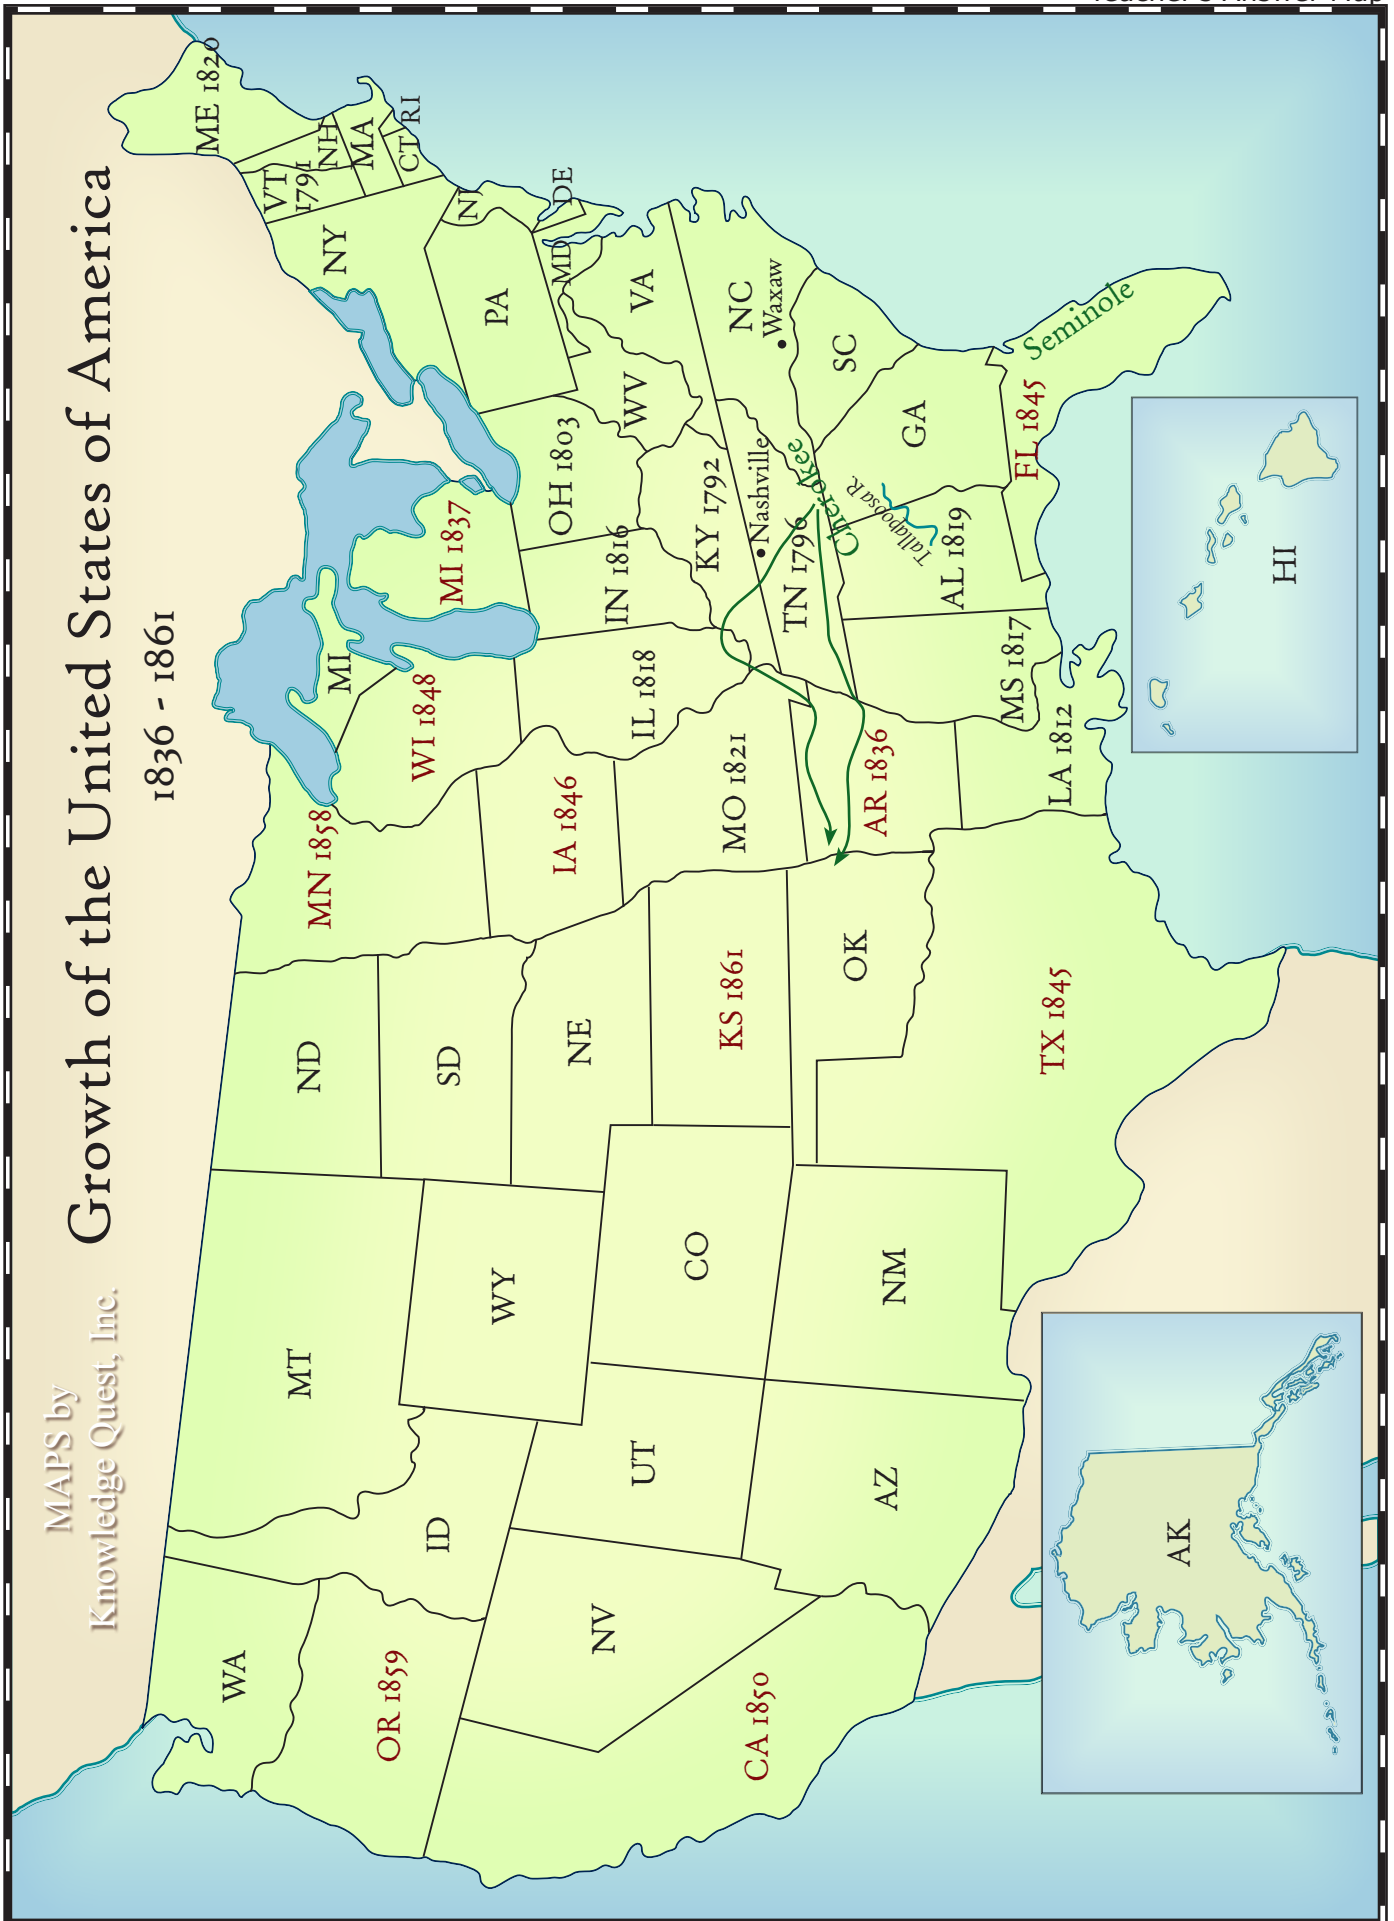 Teacher's Answer Map
MAPS by
Knowledge Quest, Inc.
Growth of the United States of America
1836 - 1861
WA
OR 1859
CA 1850
NV
ID
MT
WY
UT
AZ
CO
NM
ND
SD
NE
KS 1861
OK
TX 1845
MN 1858
IA 1846
MO 1821
AR 1836
LA 1812
WI 1848
MI
IL 1818
MS 1817
MI 1837
IN 1816
OH 1803
KY 1792
TN 1796
Nashville
Cherokee
Tallapoosa R.
AL 1819
GA
FL 1845
Seminole
SC
NC
Waxaw
VA
WV
MD
DE
PA
NJ
NY
VT
1791
NH
MA
CT
RI
ME 1820
AK
HI